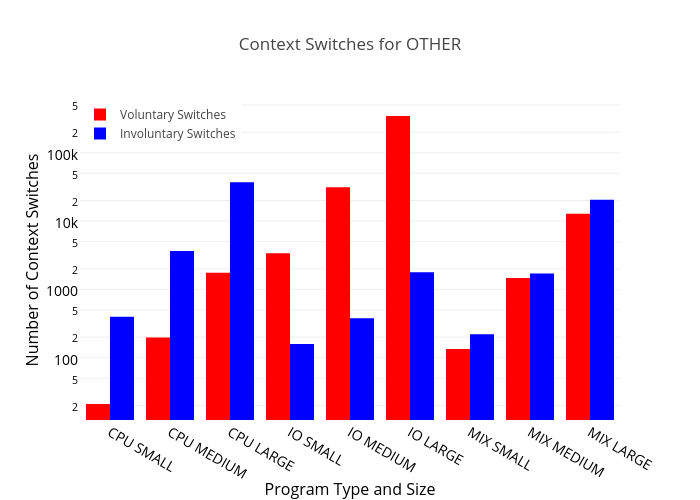 Context Switches for OTHER
Voluntary Switches
Involuntary Switches
Number of Context Switches
5
2
100k
5
2
10k
5
2
1000
5
2
100
5
2
CPU SMALL
CPU MEDIUM
CPU LARGE
IO SMALL
IO MEDIUM
IO LARGE
MIX SMALL
MIX MEDIUM
MIX LARGE
Program Type and Size